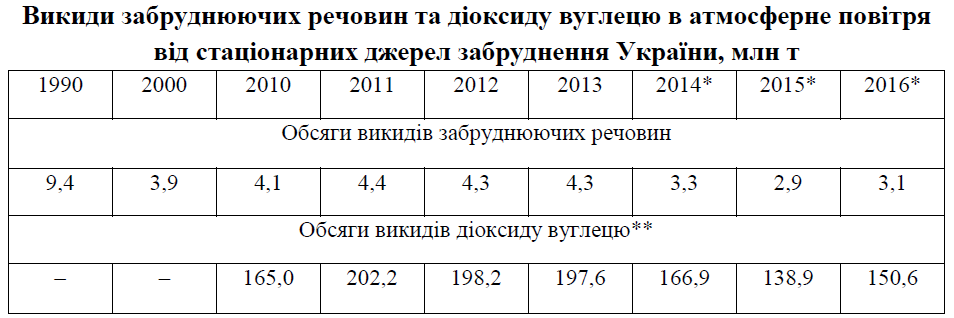 Викиди забруднюючих речовин та діоксиду вуглецю в атмосферне повітря
від стаціонарних джерел забруднення України, млн т
1990 2000 2010 2011 2012 2013 2014* 2015* 2016*
Обсяги викидів забруднюючих речовин
9,4 3,9 4,1 4,4 4,3 4,3 3,3 2,9 3,1
Обсяги викидів діоксиду вуглецю**
– – 165,0 202,2 198,2 197,6 166,9 138,9 150,6